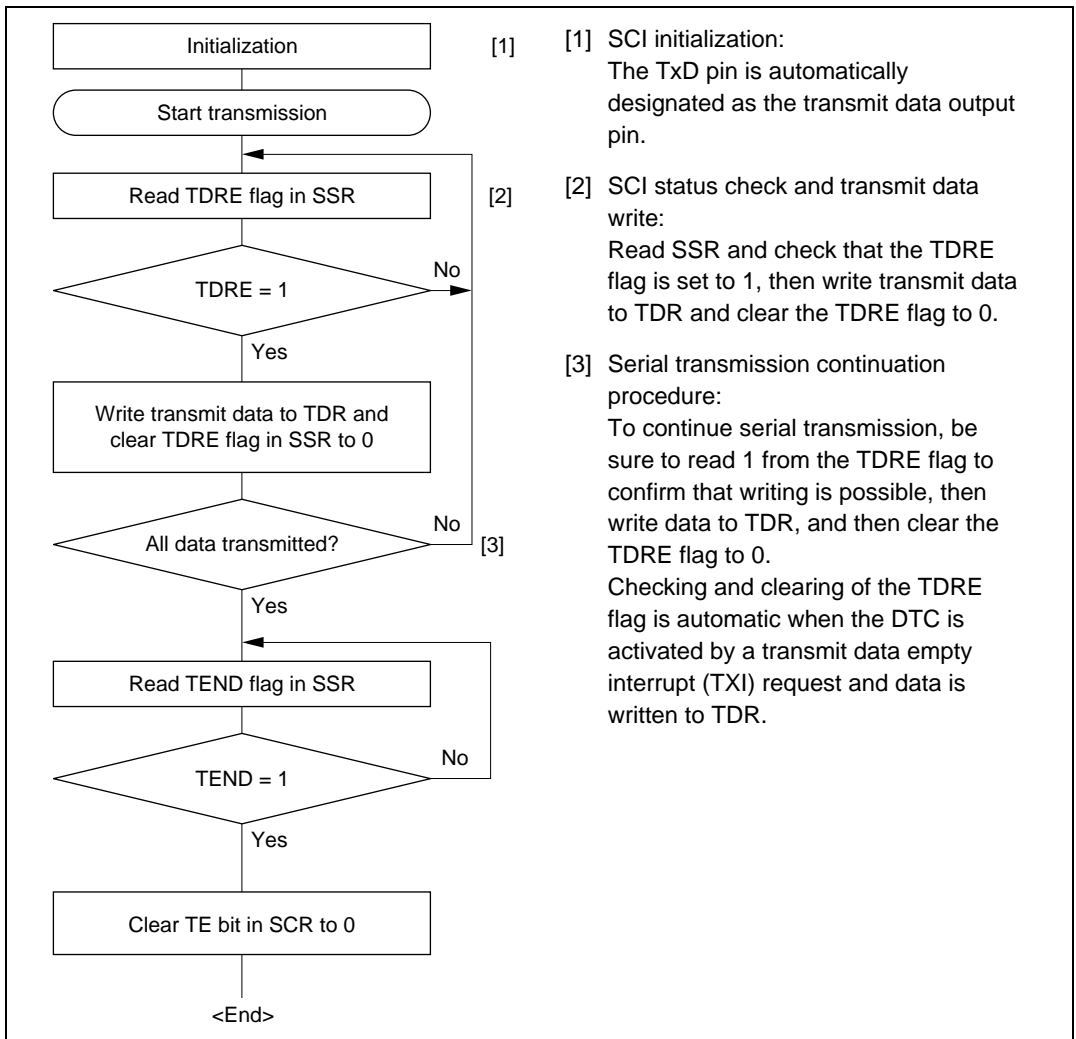 Initialization [1]
Start transmission
Read TDRE flag in SSR [2]
TDRE = 1
No
Yes
Write transmit data to TDR and
clear TDRE flag in SSR to 0
All data transmitted?
No
[3]
Yes
Read TEND flag in SSR
TEND = 1
No
Yes
Clear TE bit in SCR to 0
<End>
[1] SCI initialization:
The TxD pin is automatically
designated as the transmit data output
pin.
[2] SCI status check and transmit data
write:
Read SSR and check that the TDRE
flag is set to 1, then write transmit data
to TDR and clear the TDRE flag to 0.
[3] Serial transmission continuation
procedure:
To continue serial transmission, be
sure to read 1 from the TDRE flag to
confirm that writing is possible, then
write data to TDR, and then clear the
TDRE flag to 0.
Checking and clearing of the TDRE
flag is automatic when the DTC is
activated by a transmit data empty
interrupt (TXI) request and data is
written to TDR.